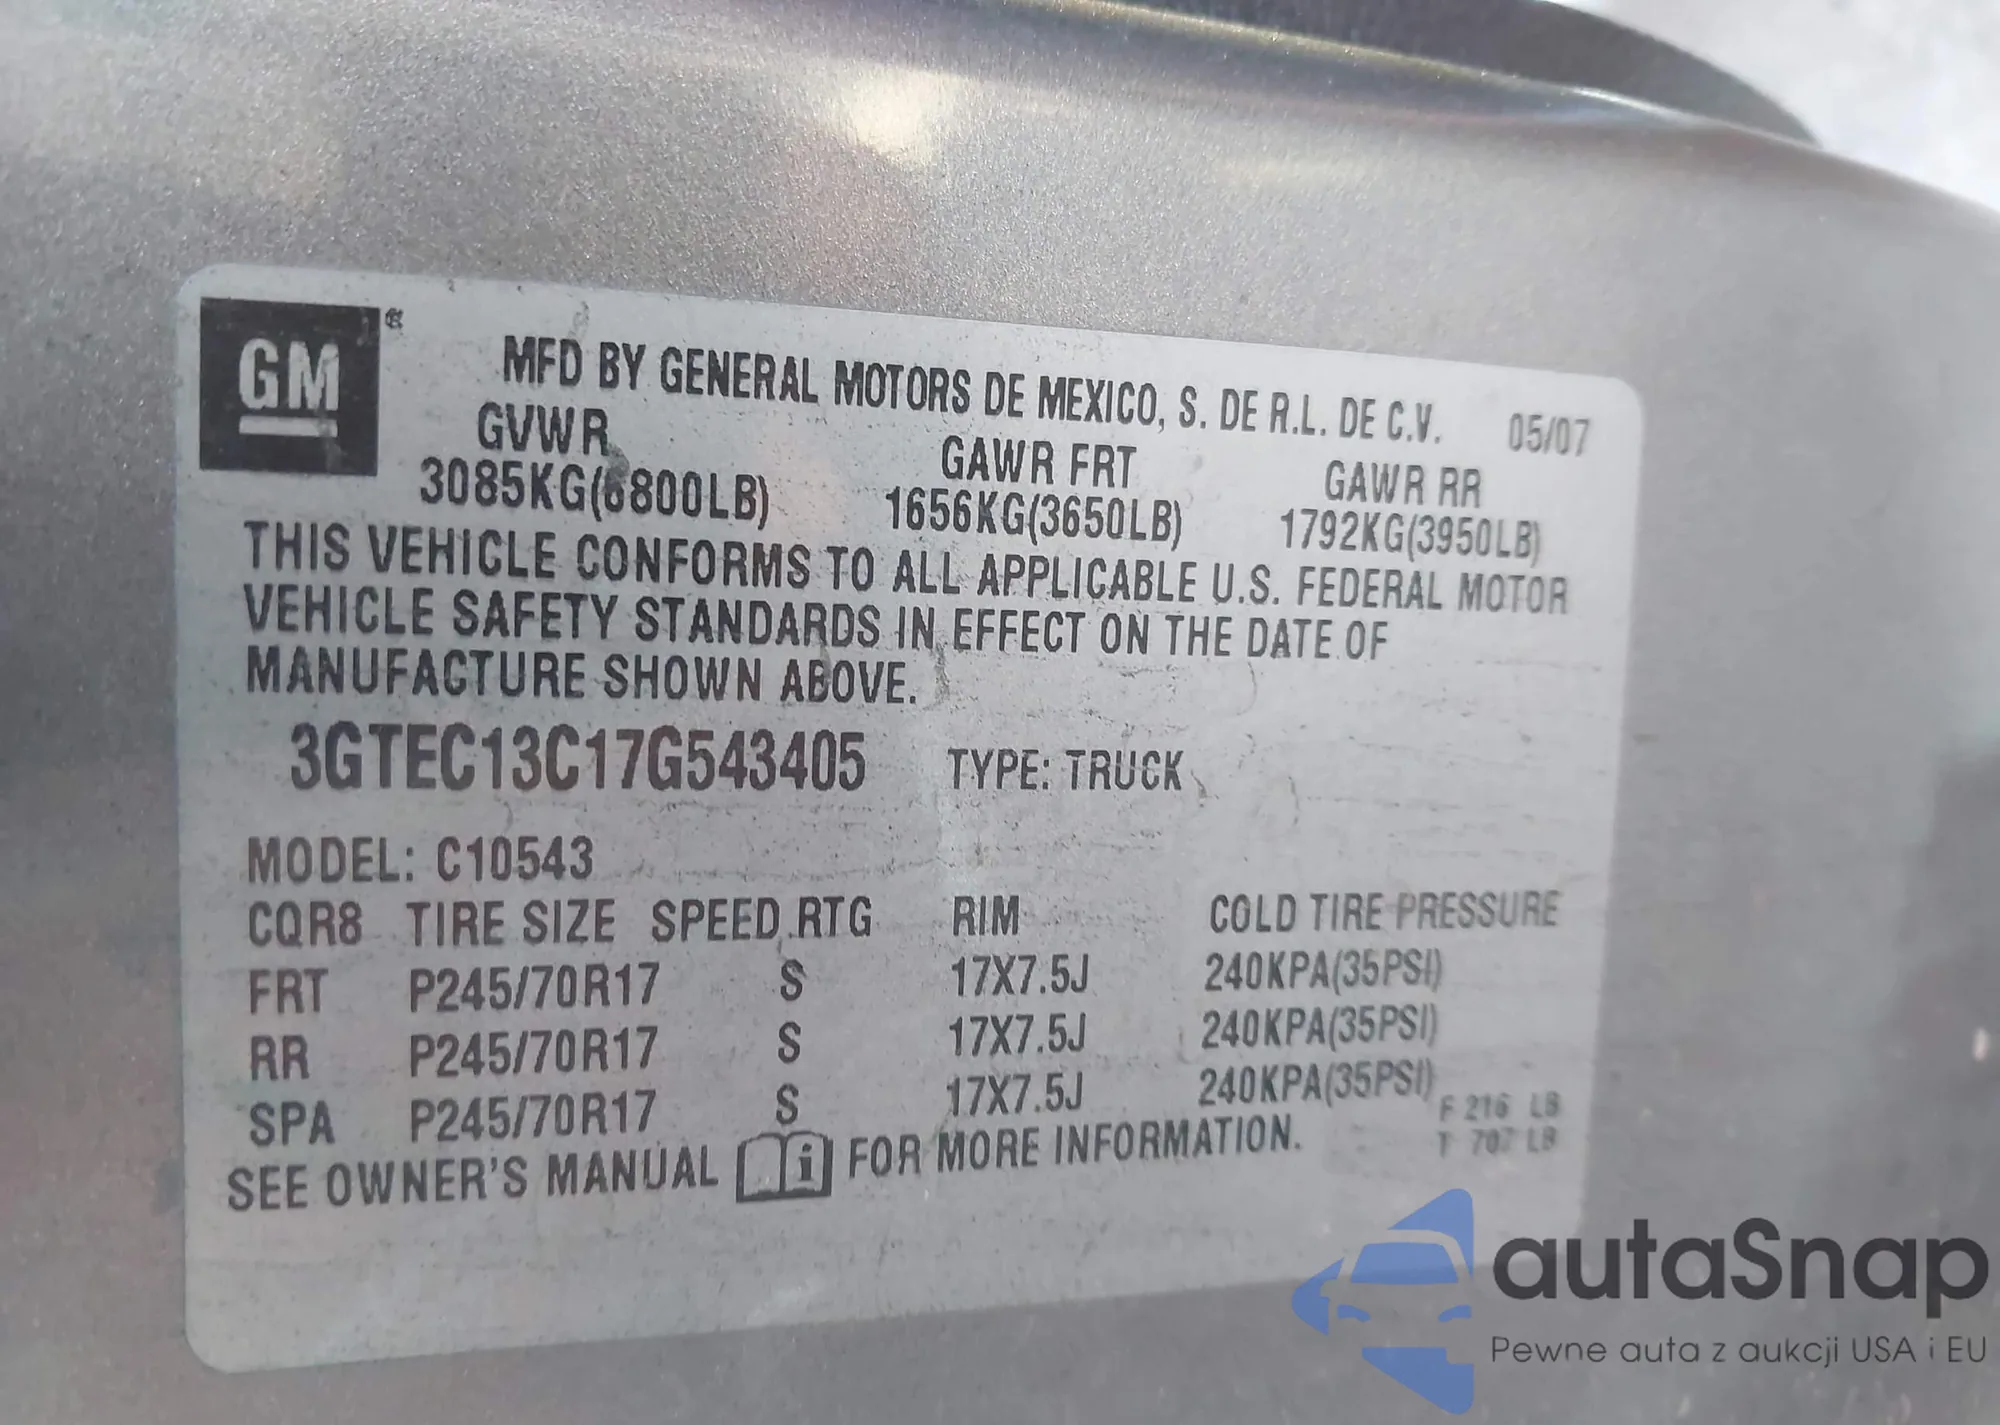 GM
MFD BY GENERAL MOTORS DE MEXICO, S. DE R.L. DE C.V. 05/07
GVWR GAWR FRT GAWR RR
3085KG(6800LB) 1656KG(3650LB) 1792KG(3950LB)
THIS VEHICLE CONFORMS TO ALL APPLICABLE U.S. FEDERAL MOTOR
VEHICLE SAFETY STANDARDS IN EFFECT ON THE DATE OF
MANUFACTURE SHOWN ABOVE.
3GTEC13C17G543405 TYPE: TRUCK
MODEL: C10543
CQR8 TIRE SIZE SPEED RTG RIM COLD TIRE PRESSURE
FRT P245/70R17 S 17X7.5J 240KPA(35PSI)
RR P245/70R17 S 17X7.5J 240KPA(35PSI)
SPA P245/70R17 S 17X7.5J 240KPA(35PSI)
F 216 LB
T 707 LB
SEE OWNER'S MANUAL i FOR MORE INFORMATION.
autaSnap
Pewne auta z aukcji USA i EU